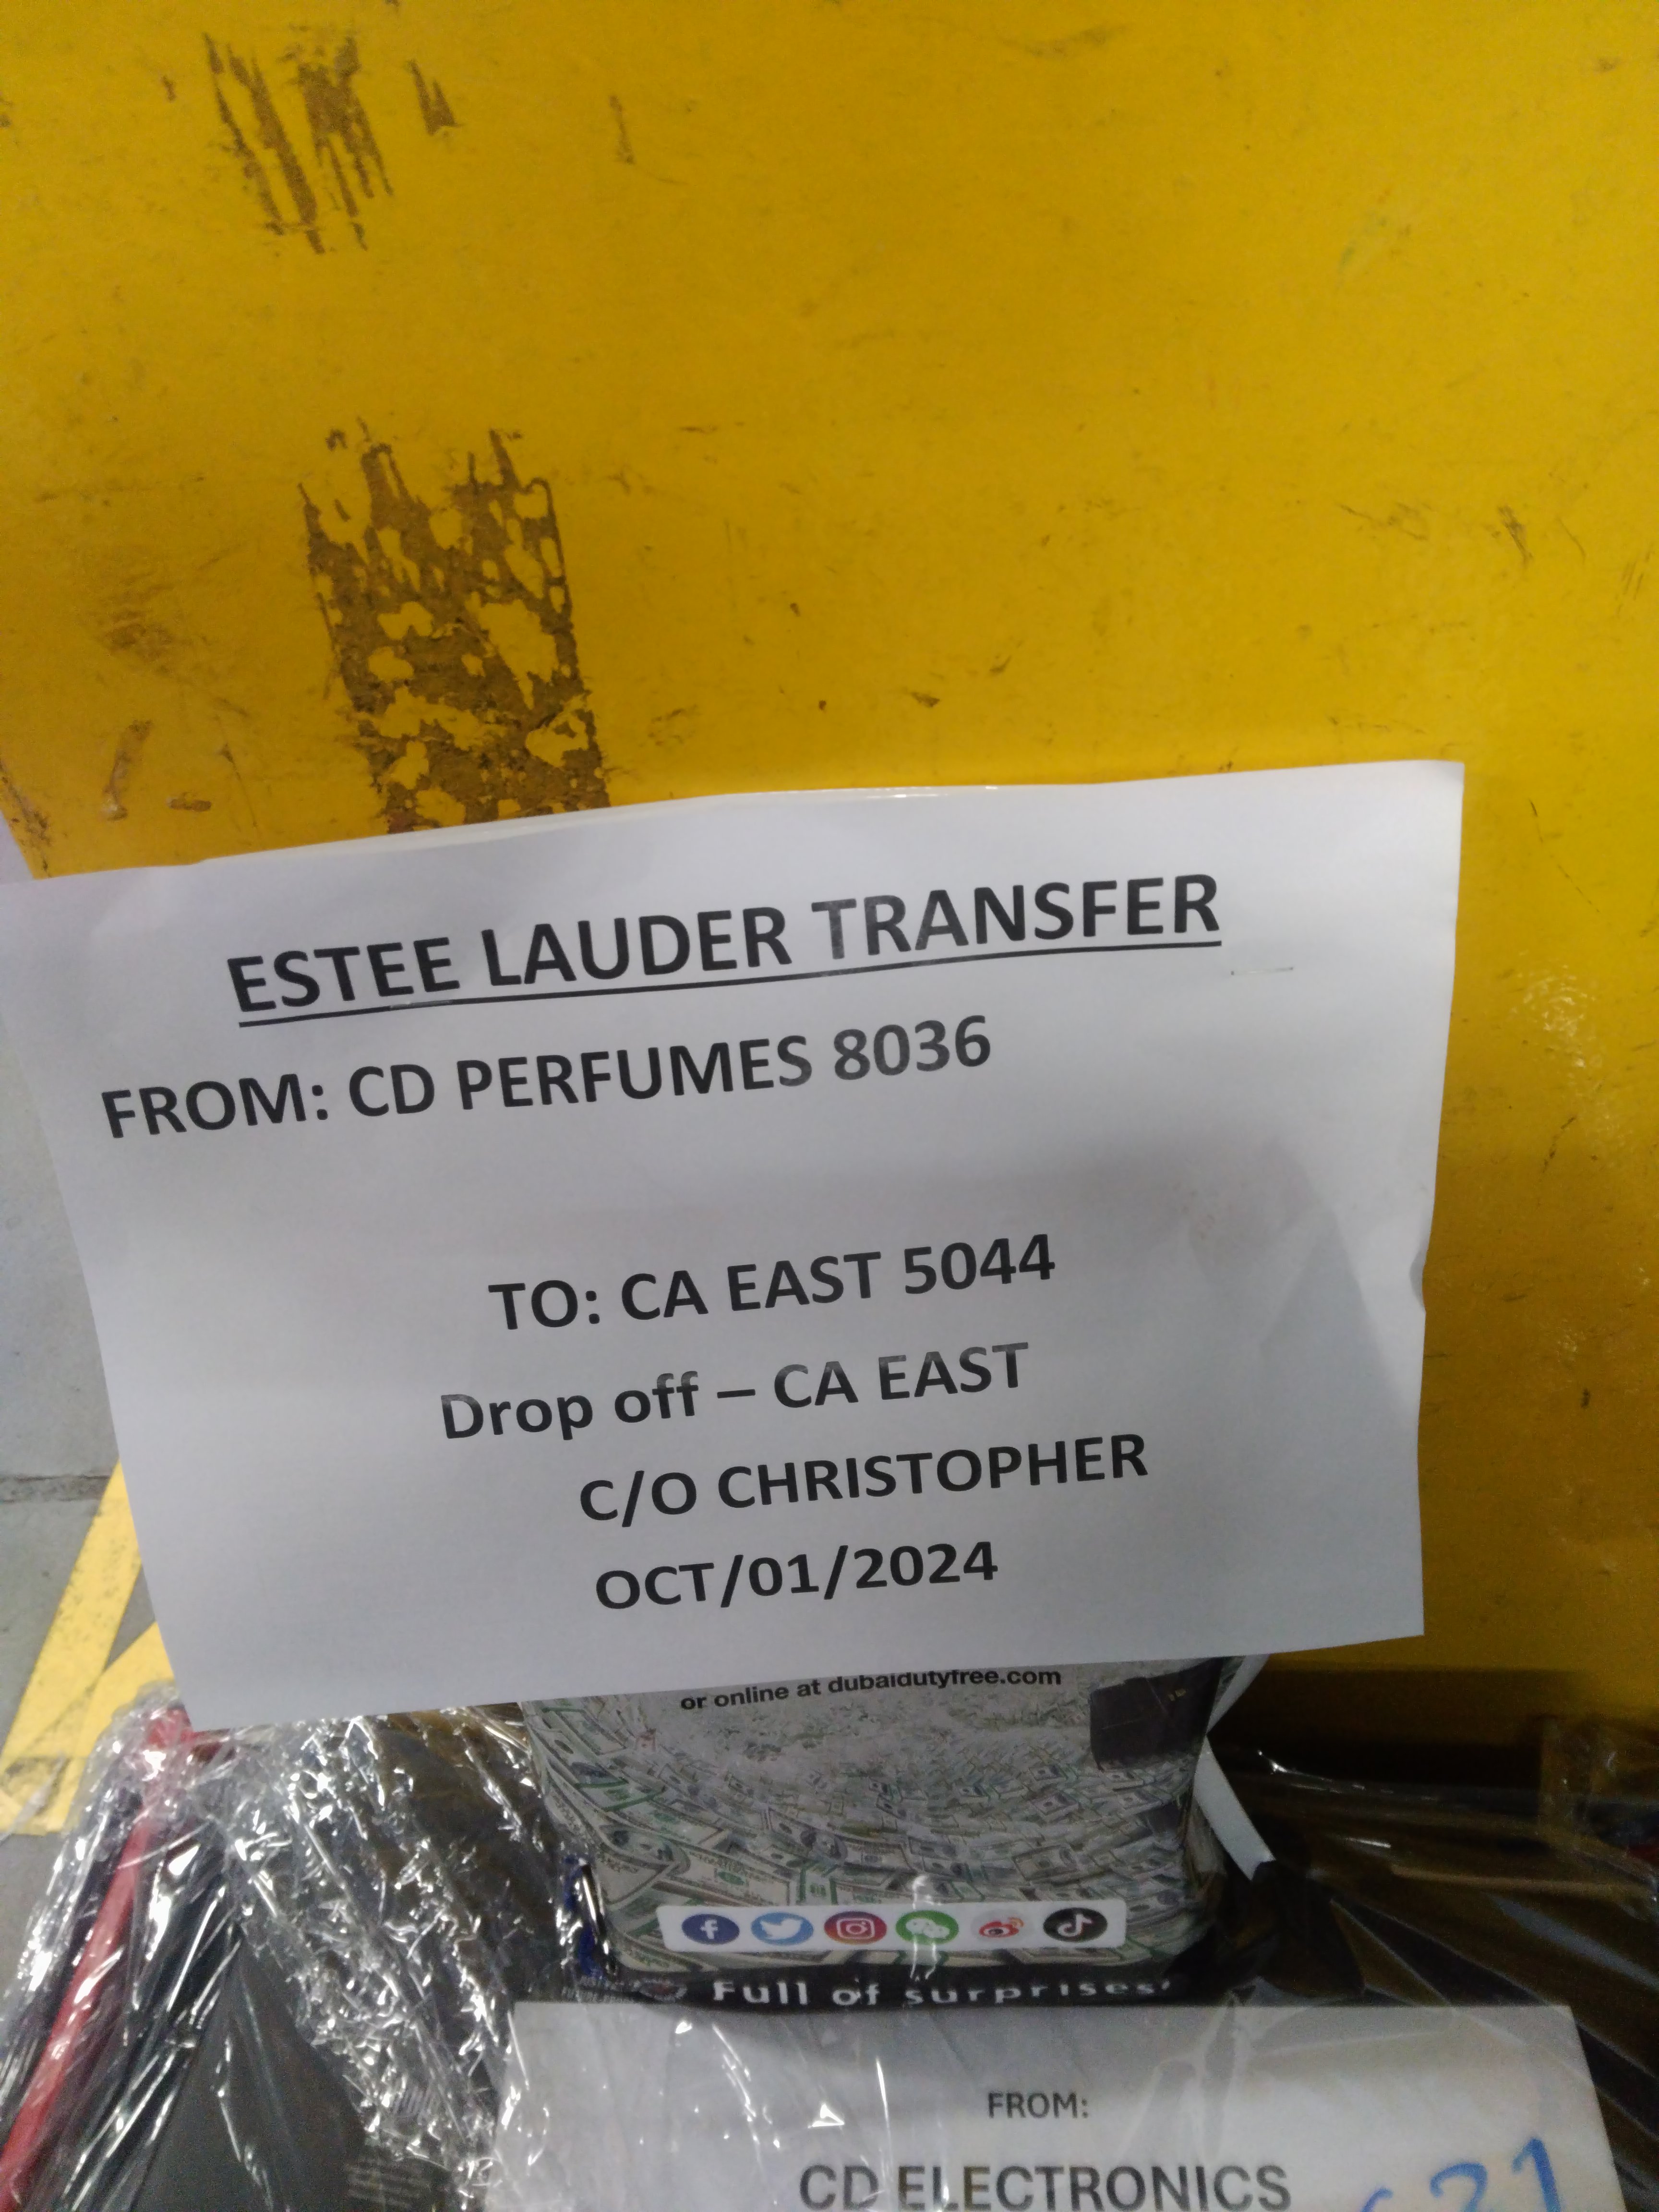 ESTEE LAUDER TRANSFER
FROM: CD PERFUMES 8036
TO: CA EAST 5044
Drop off – CA EAST
C/O CHRISTOPHER
OCT/01/2024
or online at dubaidutyfree.com
Full of surprises!
FROM:
CD ELECTRONICS